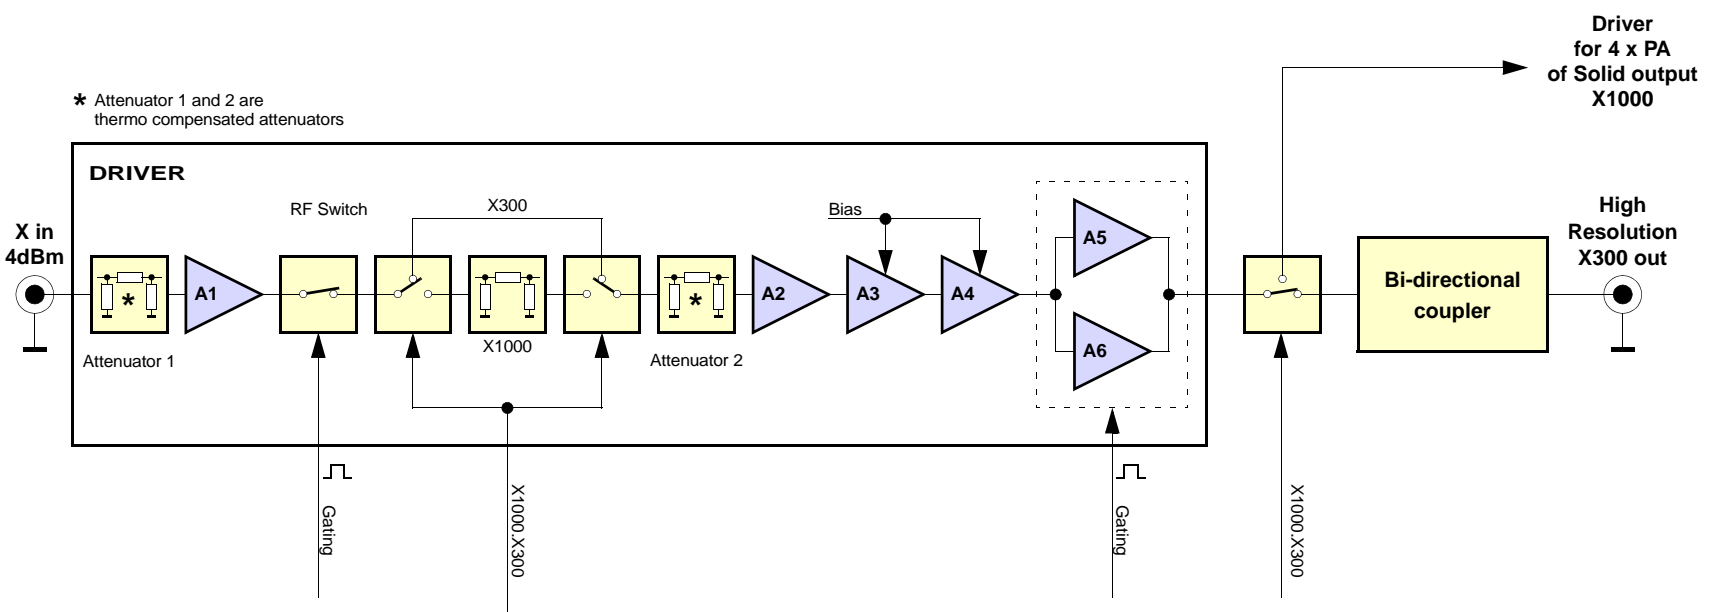 Driver
for 4 x PA
of Solid output
X1000
* Attenuator 1 and 2 are
thermo compensated attenuators
DRIVER
RF Switch
X300
Bias
X in
4dBm
High
Resolution
X300 out
*
A1
X1000
*
A2
A3
A4
A5
A6
Bi-directional
coupler
Attenuator 1
Attenuator 2
Gating
X1000.X300
Gating
X1000.X300